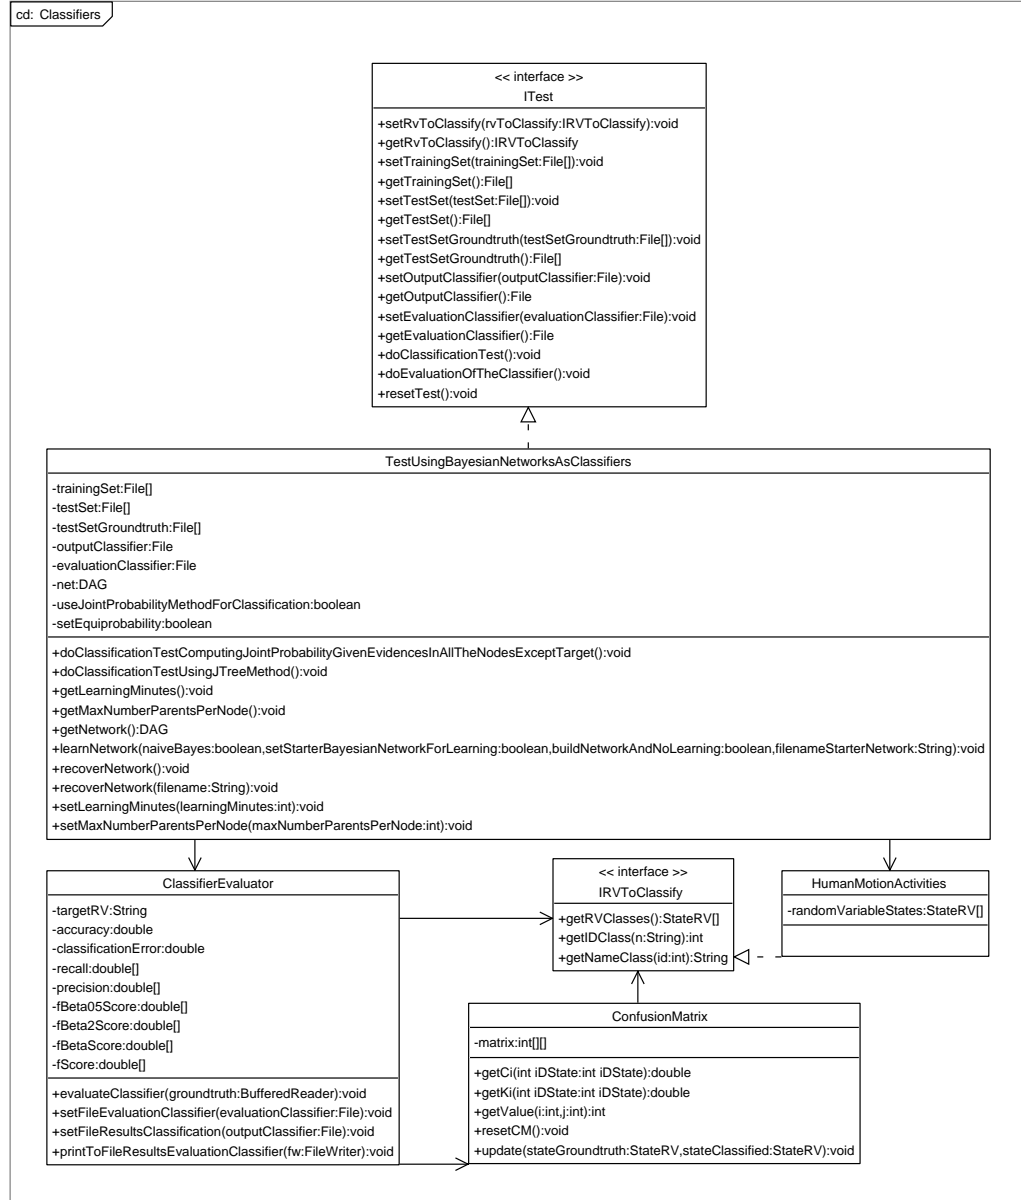 cd: Classifiers
<< interface >>
ITest
+setRvToClassify(rvToClassify:IRVToClassify):void
+getRvToClassify():IRVToClassify
+setTrainingSet(trainingSet:File[]):void
+getTrainingSet():File[]
+setTestSet(testSet:File[]):void
+getTestSet():File[]
+setTestSetGroundtruth(testSetGroundtruth:File[]):void
+getTestSetGroundtruth():File[]
+setOutputClassifier(outputClassifier:File):void
+getOutputClassifier():File
+setEvaluationClassifier(evaluationClassifier:File):void
+getEvaluationClassifier():File
+doClassificationTest():void
+doEvaluationOfTheClassifier():void
+resetTest():void
TestUsingBayesianNetworksAsClassifiers
-trainingSet:File[]
-testSet:File[]
-testSetGroundtruth:File[]
-outputClassifier:File
-evaluationClassifier:File
-net:DAG
-useJointProbabilityMethodForClassification:boolean
-setEquiprobability:boolean
+doClassificationTestComputingJointProbabilityGivenEvidencesInAllTheNodesExceptTarget():void
+doClassificationTestUsingJTreeMethod():void
+getLearningMinutes():void
+getMaxNumberParentsPerNode():void
+getNetwork():DAG
+learnNetwork(naiveBayes:boolean,setStarterBayesianNetworkForLearning:boolean,buildNetworkAndNoLearning:boolean,filenameStarterNetwork:String):void
+recoverNetwork():void
+recoverNetwork(filename:String):void
+setLearningMinutes(learningMinutes:int):void
+setMaxNumberParentsPerNode(maxNumberParentsPerNode:int):void
ClassifierEvaluator
-targetRV:String
-accuracy:double
-classificationError:double
-recall:double[]
-precision:double[]
-fBeta05Score:double[]
-fBeta2Score:double[]
-fBetaScore:double[]
-fScore:double[]
+evaluateClassifier(groundtruth:BufferedReader):void
+setFileEvaluationClassifier(evaluationClassifier:File):void
+setFileResultsClassification(outputClassifier:File):void
+printToFileResultsEvaluationClassifier(fw:FileWriter):void
<< interface >>
IRVToClassify
+getRVClasses():StateRV[]
+getIDClass(n:String):int
+getNameClass(id:int):String
HumanMotionActivities
-randomVariableStates:StateRV[]
ConfusionMatrix
-matrix:int[][]
+getCi(int iDState:int iDState):double
+getKi(int iDState:int iDState):double
+getValue(i:int,j:int):int
+resetCM():void
+update(stateGroundtruth:StateRV,stateClassified:StateRV):void